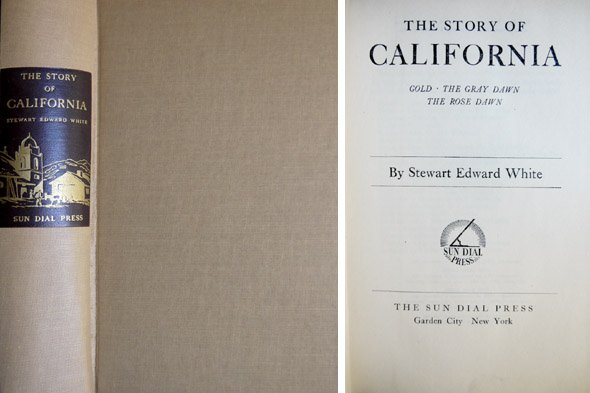 THE STORY
OF
CALIFORNIA
STEWART EDWARD WHITE
SUN DIAL PRESS
THE STORY OF
CALIFORNIA
GOLD · THE GRAY DAWN
THE ROSE DAWN
By Stewart Edward White
SUN DIAL
PRESS
THE SUN DIAL PRESS
Garden City New York